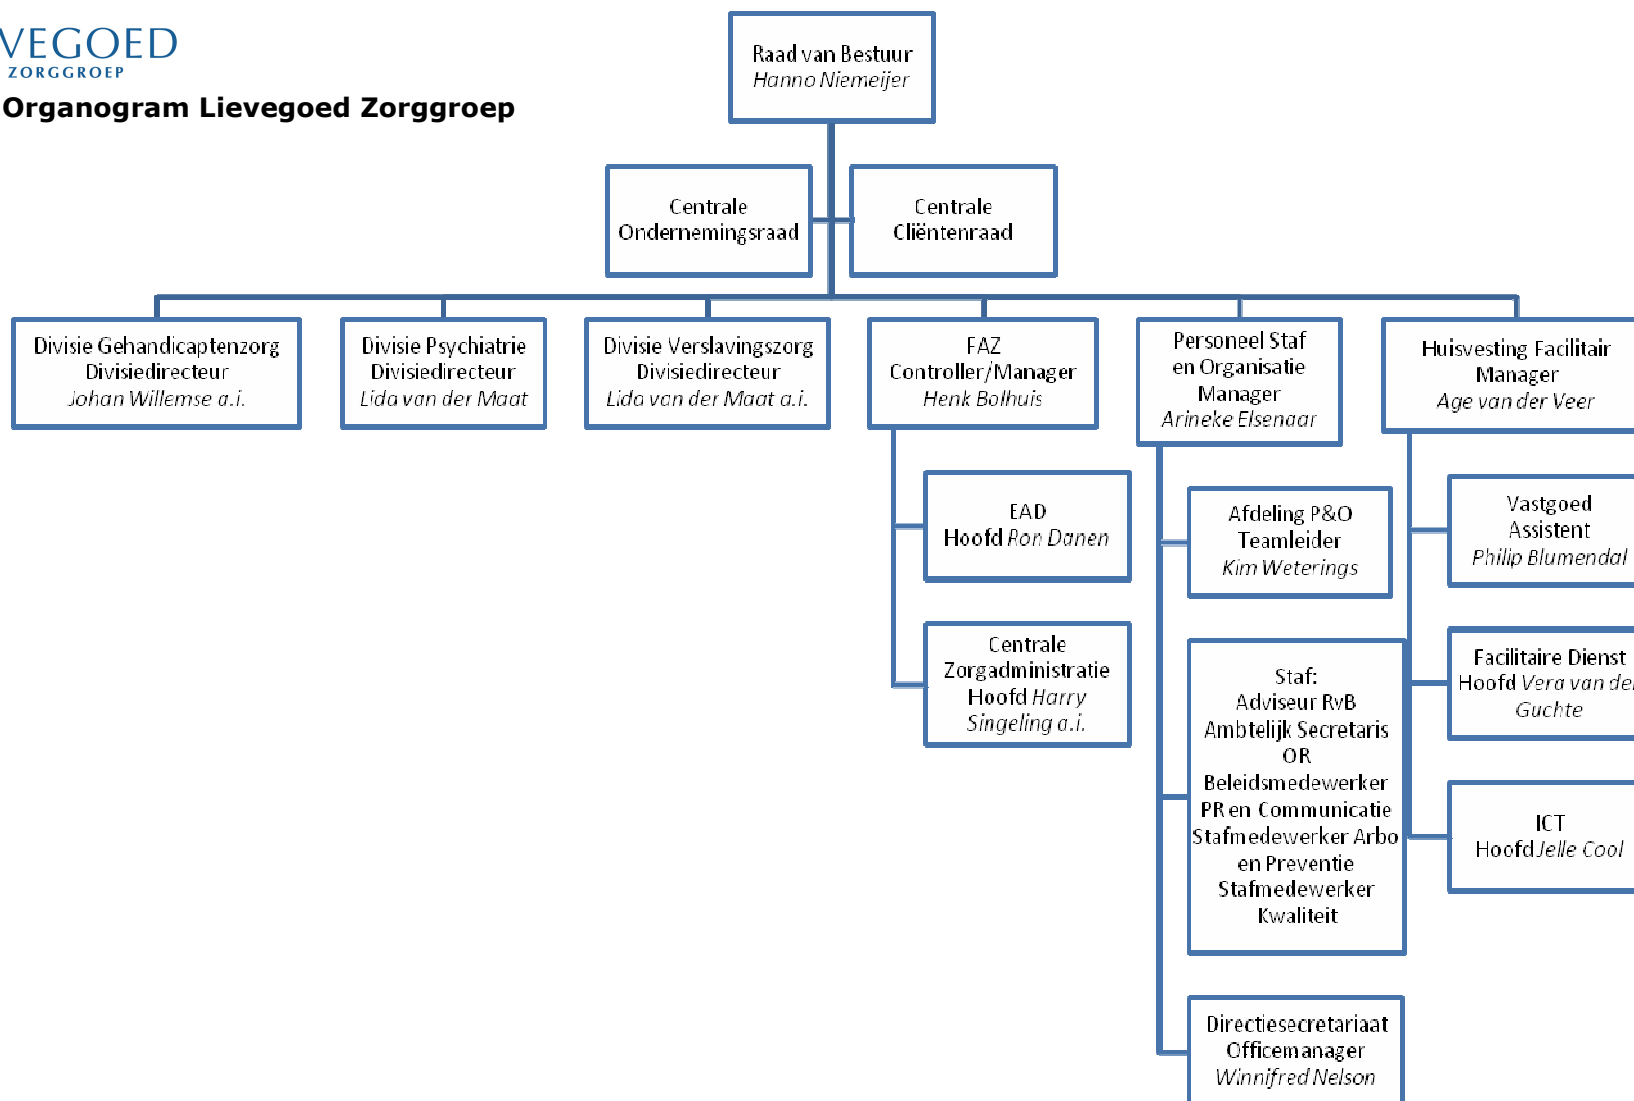 VEGOED
ZORGGROEP
Organogram Lievegoed Zorggroep
Raad van Bestuur
Hanno Niemeijer
Centrale
Ondernemingsraad
Centrale
Cliëntenraad
Divisie Gehandicaptenzorg
Divisiedirecteur
Johan Willemse a.i.
Divisie Psychiatrie
Divisiedirecteur
Lida van der Maat
Divisie Verslavingszorg
Divisiedirecteur
Lida van der Maat a.i.
FAZ
Controller/Manager
Henk Bolhuis
Personeel Staf
en Organisatie
Manager
Arineke Elsenaar
Huisvesting Facilitair
Manager
Age van der Veer
EAD
Hoofd Ron Danen
Centrale
Zorgadministratie
Hoofd Harry
Singeling a.i.
Afdeling P&O
Teamleider
Kim Weterings
Staf:
Adviseur RvB
Ambtelijk Secretaris
OR
Beleidsmedewerker
PR en Communicatie
Stafmedewerker Arbo
en Preventie
Stafmedewerker
Kwaliteit
Directiesecretariaat
Officemanager
Winnifred Nelson
Vastgoed
Assistent
Philip Blumendal
Facilitaire Dienst
Hoofd Vera van der
Guchte
ICT
Hoofd Jelle Cool